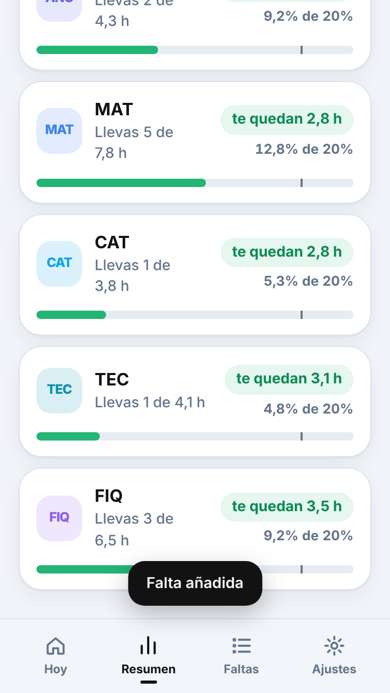 Llevas 2 de
4,3 h
9,2% de 20%
MAT
MAT
Llevas 5 de
7,8 h
te quedan 2,8 h
12,8% de 20%
CAT
CAT
Llevas 1 de
3,8 h
te quedan 2,8 h
5,3% de 20%
TEC
TEC
Llevas 1 de 4,1 h
te quedan 3,1 h
4,8% de 20%
FIQ
FIQ
Llevas 3 de
6,5 h
te quedan 3,5 h
9,2% de 20%
Falta añadida
Hoy
Resumen
Faltas
Ajustes